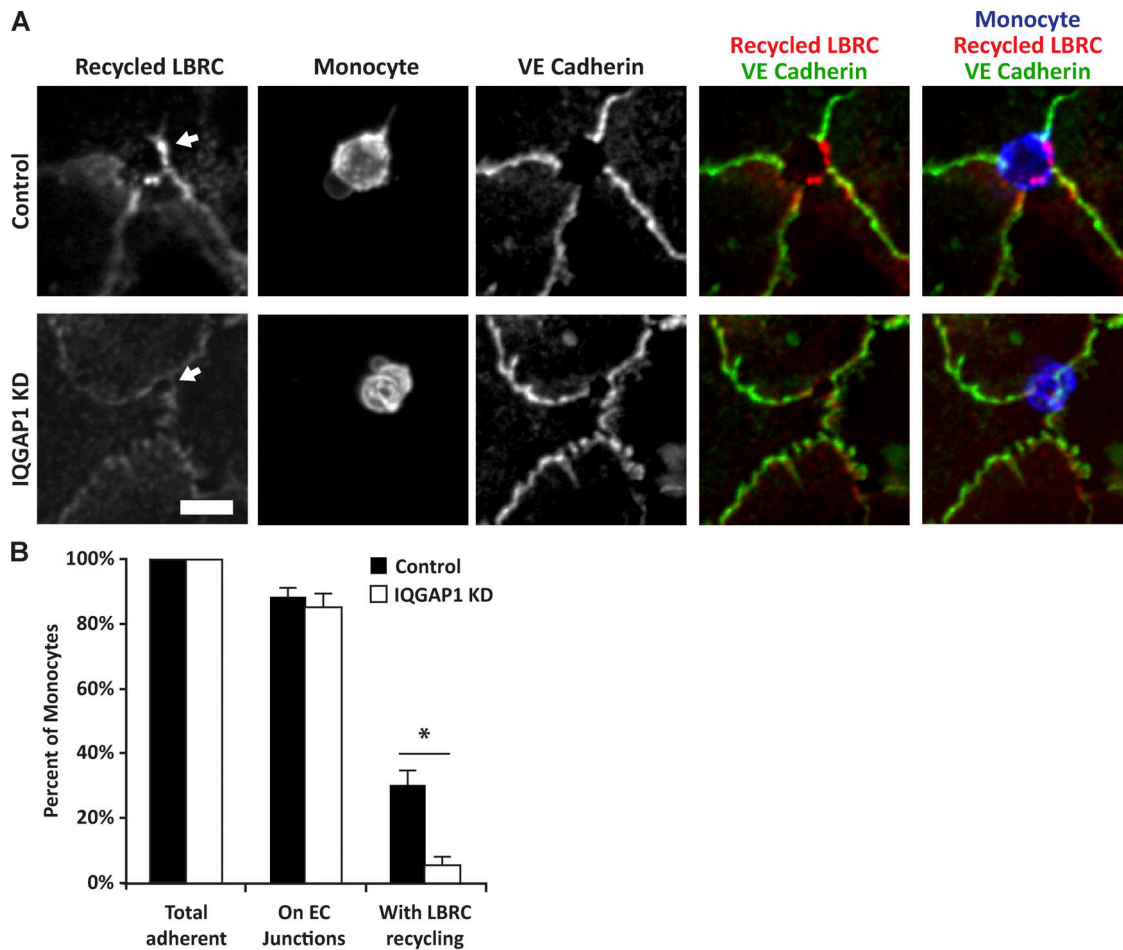 A
Recycled LBRC
Monocyte
VE Cadherin
Recycled LBRC
VE Cadherin
Monocyte
Recycled LBRC
VE Cadherin
Control
IQGAP1 KD
B
Control
IQGAP1 KD
Percent of Monocytes
100%
80%
60%
40%
20%
0%
*
Total
adherent
On EC
Junctions
With LBRC
recycling